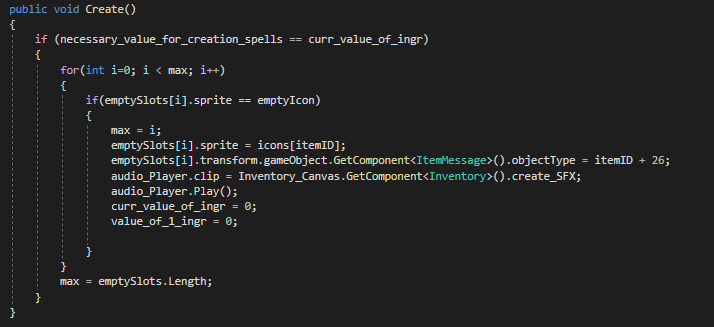 public void Create()
{
if (necessary_value_for_creation_spells == curr_value_of_ingr)
{
for(int i=0; i < max; i++)
{
if(emptySlots[i].sprite == emptyIcon)
{
max = i;
emptySlots[i].sprite = icons[itemID];
emptySlots[i].transform.gameObject.GetComponent<ItemMessage>().objectType = itemID + 26;
audio_Player.clip = Inventory_Canvas.GetComponent<Inventory>().create_SFX;
audio_Player.Play();
curr_value_of_ingr = 0;
value_of_1_ingr = 0;
}
}
max = emptySlots.Length;
}
}